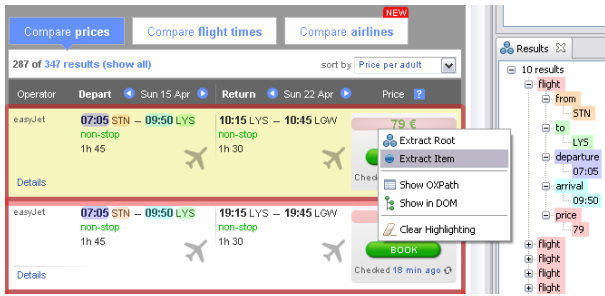 NEW
Compare prices
Compare flight times
Compare airlines
287 of 347 results (show all)
sort by Price per adult
Operator Depart Sun 15 Apr Return Sun 22 Apr Price ?
easyJet 07:05 STN – 09:50 LYS 10:15 LYS – 10:45 LGW 79 €
non-stop non-stop
1h 45 1h 30
Details
Extract Root
Extract Item
Show OXPath
Show in DOM
Clear Highlighting
easyJet 07:05 STN – 09:50 LYS 19:15 LYS – 19:45 LGW
non-stop non-stop
1h 45 1h 30
BOOK
Details
Checked 18 min ago
Results
10 results
flight
from
STN
to
LYS
departure
07:05
arrival
09:50
price
79
flight
flight
flight
flight